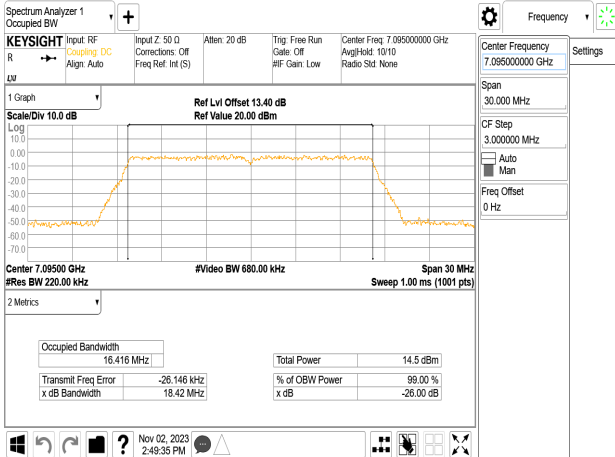 Spectrum Analyzer 1
Occupied BW
Frequency
KEYSIGHT
R
Input: RF
Coupling: DC
Align: Auto
Input Z: 50 Ω
Corrections: Off
Freq Ref: Int (S)
Atten: 20 dB
Trig: Free Run
Gate: Off
#IF Gain: Low
Center Freq: 7.095000000 GHz
Avg|Hold: 10/10
Radio Std: None
Center Frequency
7.095000000 GHz
Settings
Span
30.000 MHz
CF Step
3.000000 MHz
Auto
Man
Freq Offset
0 Hz
1 Graph
Scale/Div 10.0 dB
Ref Lvl Offset 13.40 dB
Ref Value 20.00 dBm
Log
10.0
0.00
-10.0
-20.0
-30.0
-40.0
-50.0
-60.0
-70.0
Center 7.09500 GHz
#Res BW 220.00 kHz
#Video BW 680.00 kHz
Span 30 MHz
Sweep 1.00 ms (1001 pts)
2 Metrics
Occupied Bandwidth
16.416 MHz
Transmit Freq Error -26.146 kHz
x dB Bandwidth 18.42 MHz
Total Power 14.5 dBm
% of OBW Power 99.00 %
x dB -26.00 dB
?
Nov 02, 2023
2:49:35 PM